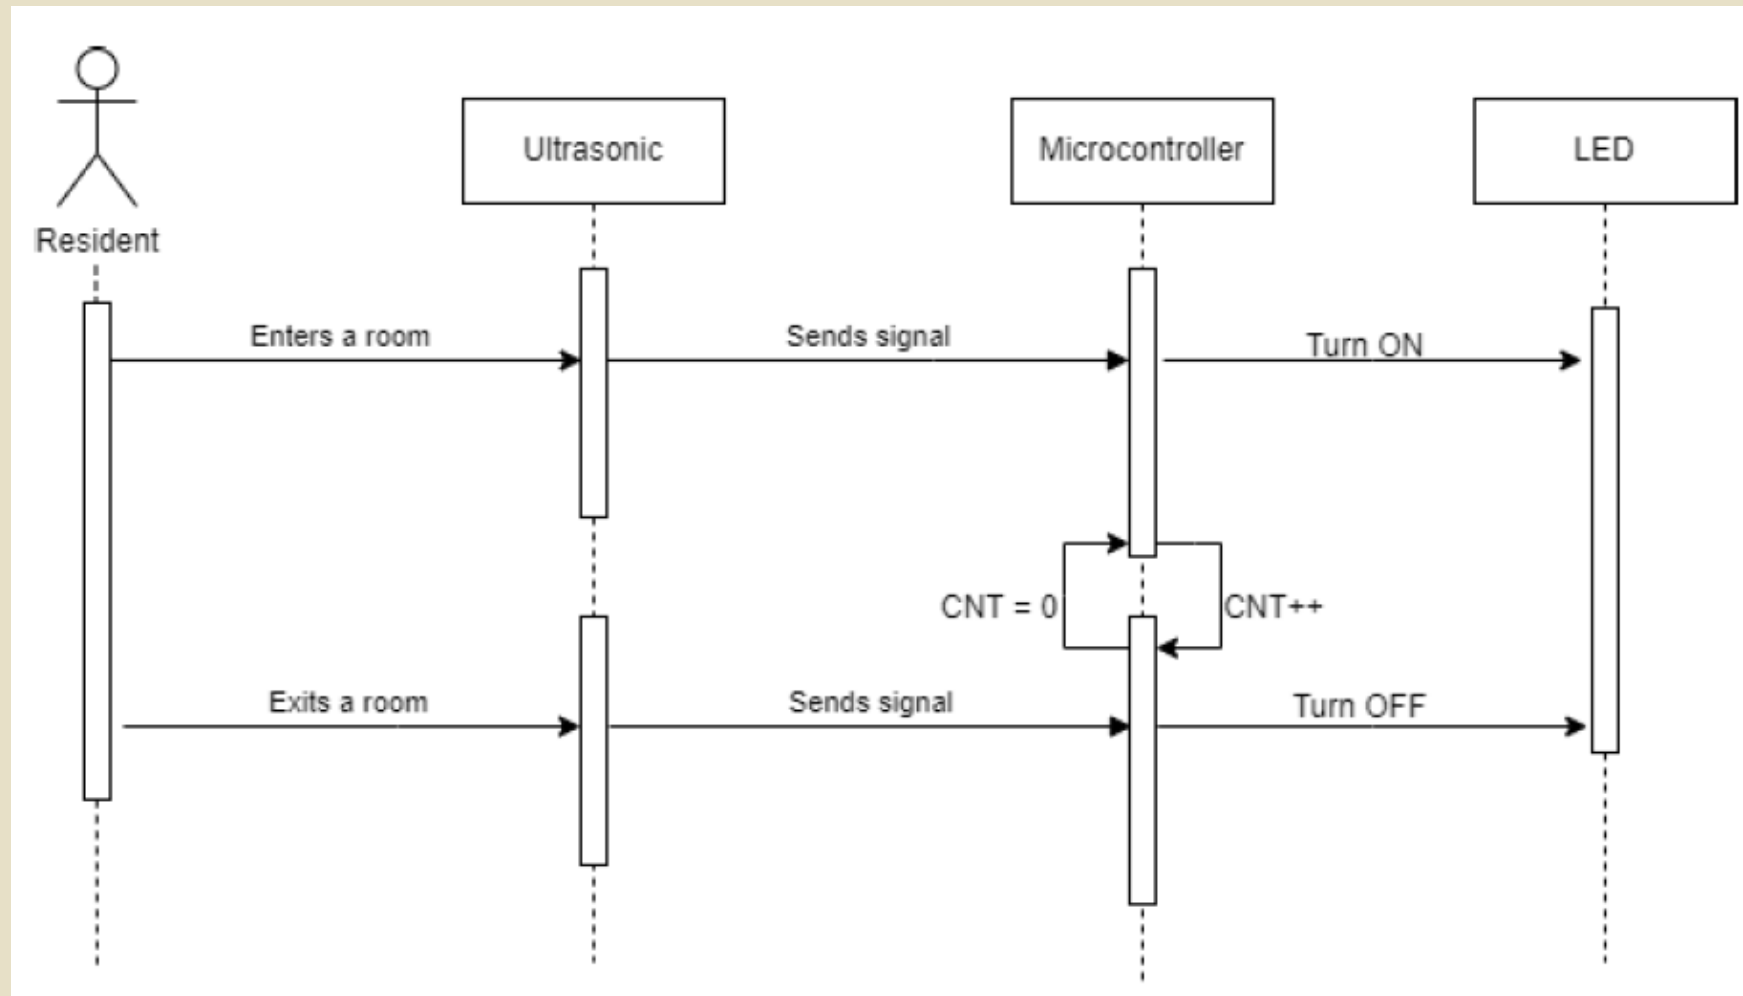 Resident
Ultrasonic
Microcontroller
LED
Enters a room
Sends signal
Turn ON
CNT = 0
CNT++
Exits a room
Sends signal
Turn OFF